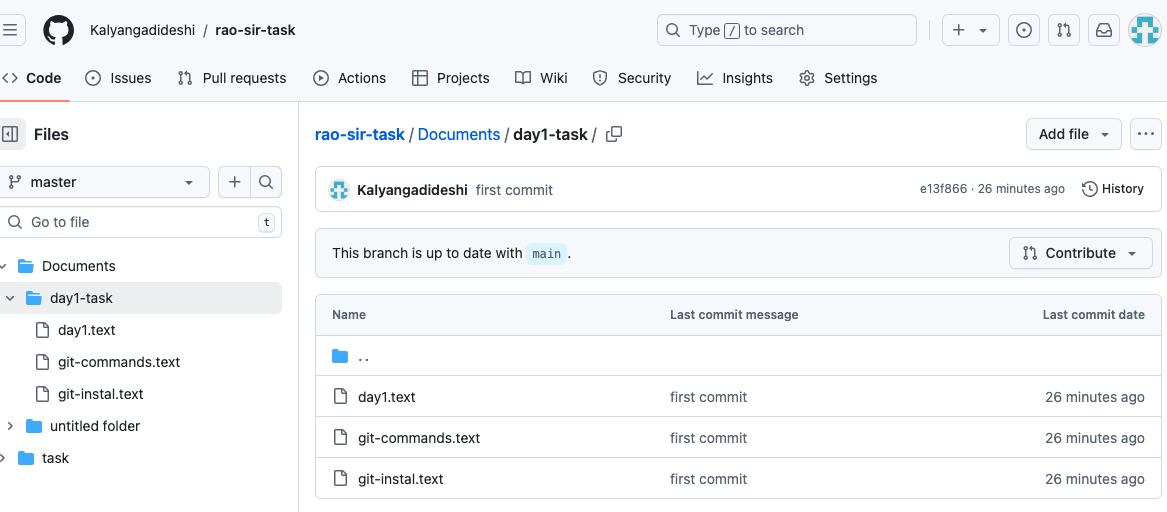 Kalyangadideshi / rao-sir-task
Type / to search
Code Issues Pull requests Actions Projects Wiki Security Insights Settings
Files
master
Go to file t
Documents
day1-task
day1.text
git-commands.text
git-instal.text
untitled folder
task
rao-sir-task / Documents / day1-task /
Add file
Kalyangadideshi first commit e13f866 · 26 minutes ago History
This branch is up to date with main .
Contribute
Name Last commit message Last commit date
..
day1.text first commit 26 minutes ago
git-commands.text first commit 26 minutes ago
git-instal.text first commit 26 minutes ago